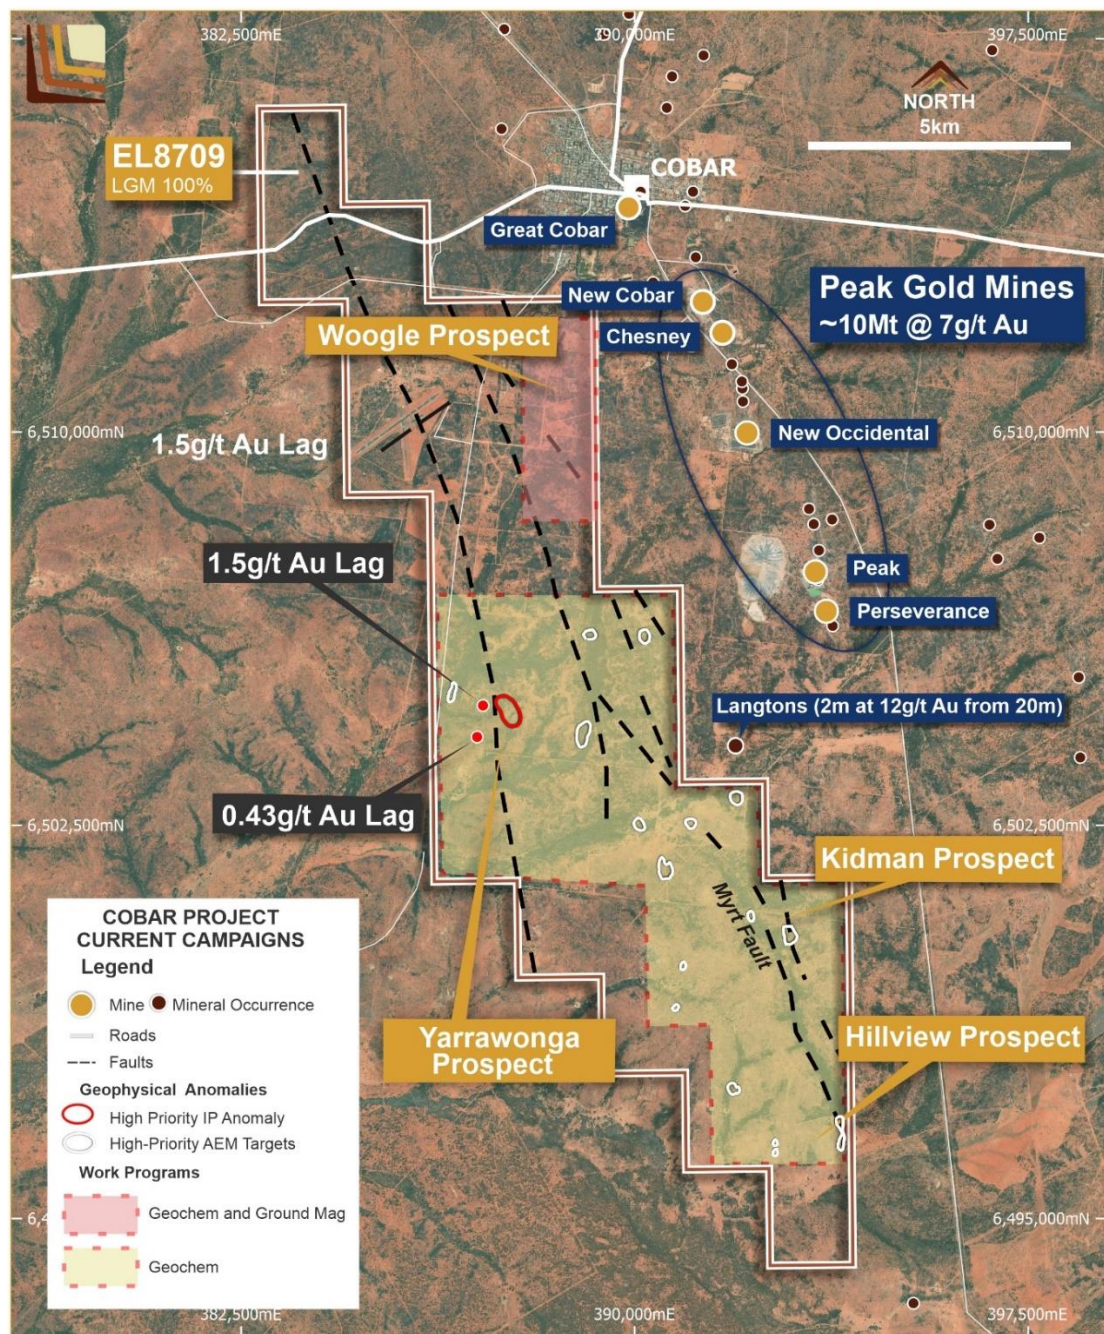 382,500mE
390,000mE
397,500mE
NORTH
5km
EL8709
LGM 100%
COBAR
Great Cobar
New Cobar
Chesney
Peak Gold Mines
~10Mt @ 7g/t Au
Woogle Prospect
6,510,000mN
1.5g/t Au Lag
New Occidental
6,510,000mN
1.5g/t Au Lag
Peak
Perseverance
Langtons (2m at 12g/t Au from 20m)
0.43g/t Au Lag
6,502,500mN
6,502,500mN
Kidman Prospect
Myrt Fault
COBAR PROJECT
CURRENT CAMPAIGNS
Legend
Mine
Mineral Occurrence
Roads
Faults
Geophysical Anomalies
High Priority IP Anomaly
High-Priority AEM Targets
Work Programs
Geochem and Ground Mag
Geochem
Yarrawonga
Prospect
Hillview Prospect
6,495,000mN
382,500mE
390,000mE
397,500mE